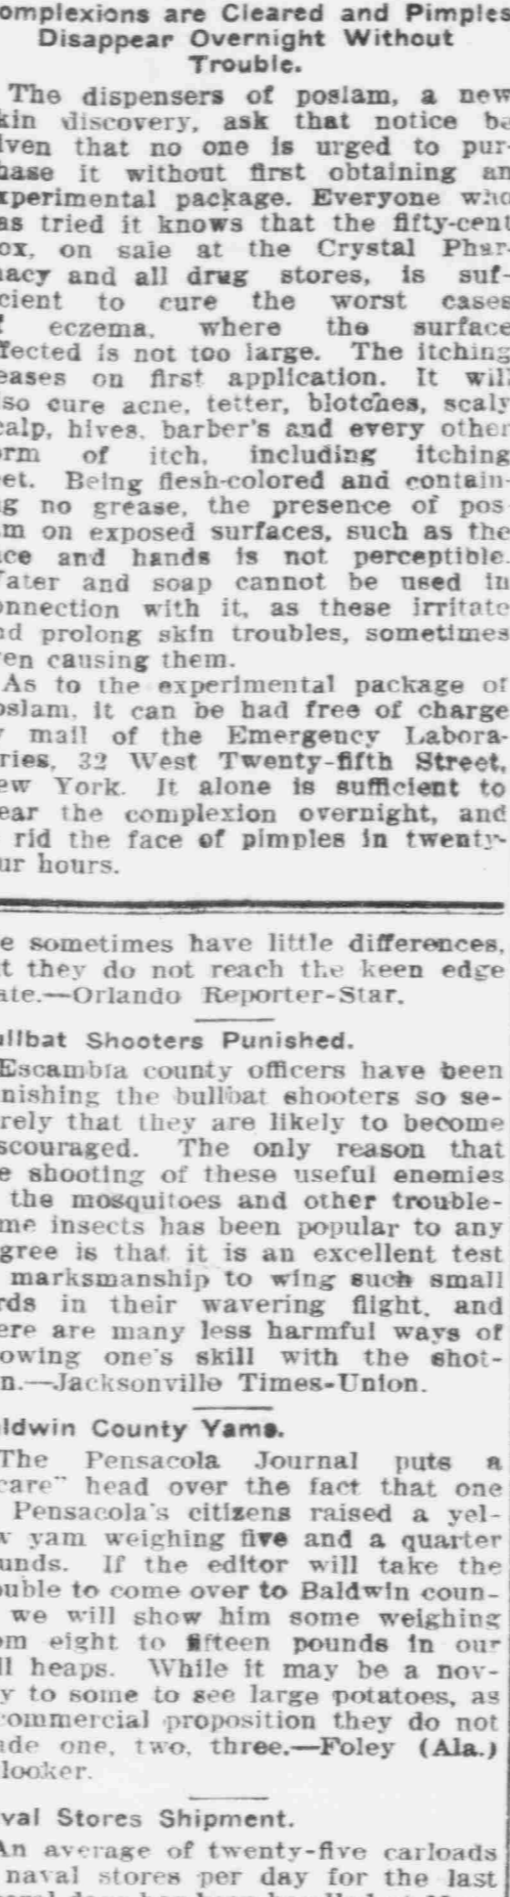 omplexions are Cleared and Pimples
Disappear Overnight Without
Trouble.
The dispensers of poslam, a new
kin discovery, ask that notice be
iven that no one is urged to pur-
hase it without first obtaining an
xperimental package. Everyone who
as tried it knows that the fifty-cent
ox, on sale at the Crystal Phar-
acy and all drug stores, is suf-
cient to cure the worst cases
f eczema, where the surface
ffected is not too large. The itching
eases on first application. It will
so cure acne, tetter, blotches, scaly
calp, hives, barber's and every other
orm of itch, including itching
et. Being flesh-colored and contain-
g no grease, the presence of pos
m on exposed surfaces, such as the
ce and hands is not perceptible.
ater and soap cannot be used in
onnection with it, as these irritate
nd prolong skin troubles, sometimes
en causing them.
As to the experimental package of
oslam, it can be had free of charge
y mail of the Emergency Labora-
ries, 32 West Twenty-fifth Street,
ew York. It alone is sufficient to
ear the complexion overnight, and
rid the face of pimples in twenty-
ur hours.
e sometimes have little differences,
t they do not reach the keen edge
ate.—Orlando Reporter-Star.
ullbat Shooters Punished.
Escambia county officers have been
nishing the bullbat shooters so se-
rely that they are likely to become
scouraged. The only reason that
e shooting of these useful enemies
the mosquitoes and other trouble-
me insects has been popular to any
gree is that it is an excellent test
marksmanship to wing such small
rds in their wavering flight, and
ere are many less harmful ways of
owing one's skill with the shot-
n.—Jacksonville Times-Union.
ldwin County Yams.
The Pensacola Journal puts a
care" head over the fact that one
Pensacola's citizens raised a yel-
w yam weighing five and a quarter
unds. If the editor will take the
ouble to come over to Baldwin coun-
we will show him some weighing
om eight to fifteen pounds in our
ll heaps. While it may be a nov-
y to some to see large potatoes, as
commercial proposition they do not
ade one, two, three.—Foley (Ala.)
looker.
val Stores Shipment.
An average of twenty-five carloads
naval stores per day for the last